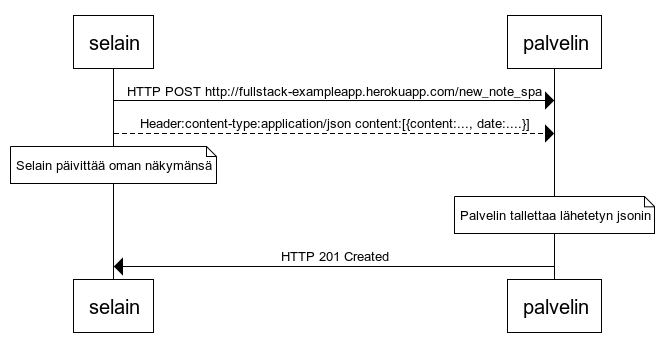 selain
palvelin
HTTP POST http://fullstack-exampleapp.herokuapp.com/new_note_spa
Header:content-type:application/json content:[{content:..., date:....}]
Selain päivittää oman näkymänsä
Palvelin tallettaa lähetetyn jsonin
HTTP 201 Created
selain
palvelin